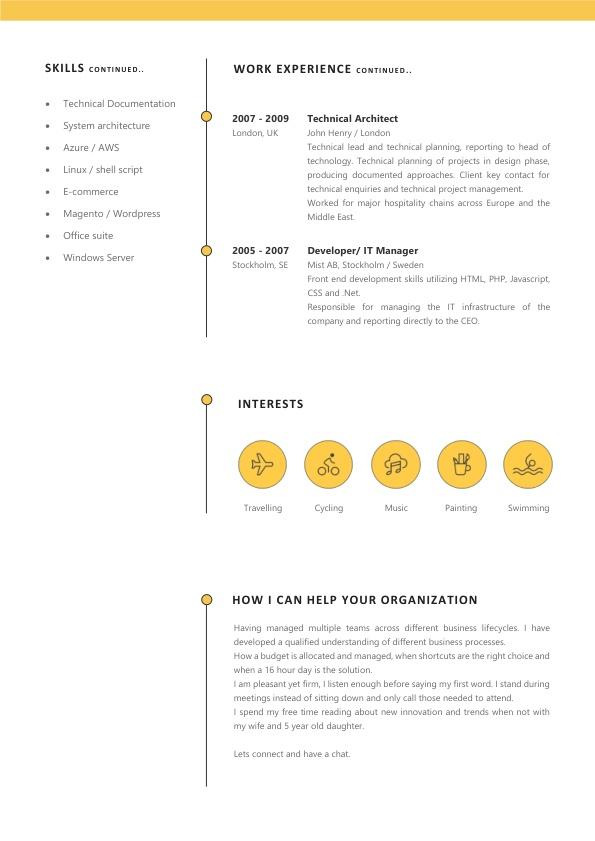 SKILLS CONTINUED..
• Technical Documentation
• System architecture
• Azure / AWS
• Linux / shell script
• E-commerce
• Magento / Wordpress
• Office suite
• Windows Server
WORK EXPERIENCE CONTINUED..
2007 - 2009 Technical Architect
London, UK John Henry / London
Technical lead and technical planning, reporting to head of
technology. Technical planning of projects in design phase,
producing documented approaches. Client key contact for
technical enquiries and technical project management.
Worked for major hospitality chains across Europe and the
Middle East.
2005 - 2007 Developer/ IT Manager
Stockholm, SE Mist AB, Stockholm / Sweden
Front end development skills utilizing HTML, PHP, Javascript,
CSS and .Net.
Responsible for managing the IT infrastructure of the
company and reporting directly to the CEO.
INTERESTS
Travelling Cycling Music Painting Swimming
HOW I CAN HELP YOUR ORGANIZATION
Having managed multiple teams across different business lifecycles. I have
developed a qualified understanding of different business processes.
How a budget is allocated and managed, when shortcuts are the right choice and
when a 16 hour day is the solution.
I am pleasant yet firm, I listen enough before saying my first word. I stand during
meetings instead of sitting down and only call those needed to attend.
I spend my free time reading about new innovation and trends when not with
my wife and 5 year old daughter.
Lets connect and have a chat.